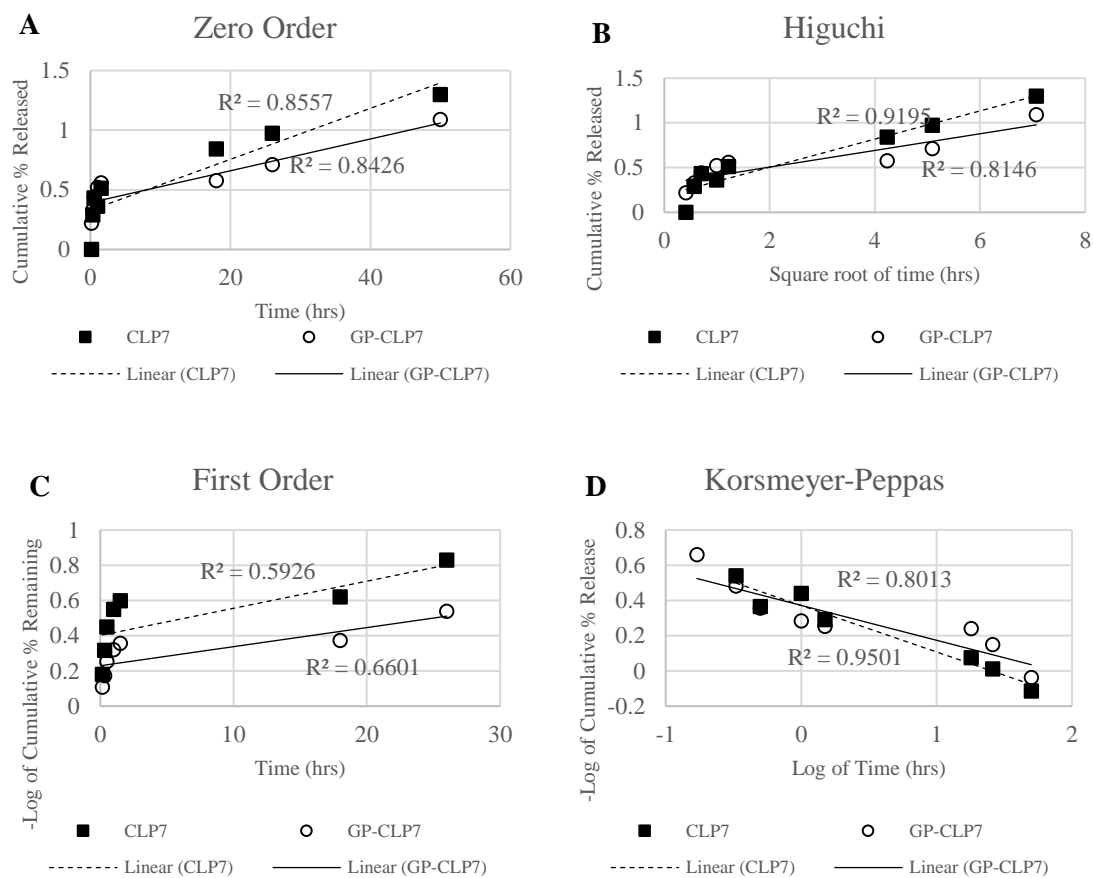 A
Zero Order
Cumulative % Released
1.5
1
0.5
0
R² = 0.8557
R² = 0.8426
0 20 40 60
Time (hrs)
CLP7 GP-CLP7
Linear (CLP7) Linear (GP-CLP7)
B
Higuchi
Cumulative % Released
1.5
1
0.5
0
R² = 0.9195
R² = 0.8146
0 2 4 6 8
Square root of time (hrs)
CLP7 GP-CLP7
Linear (CLP7) Linear (GP-CLP7)
C
First Order
-Log of Cumulative % Remaining
1
0.8
0.6
0.4
0.2
0
R² = 0.5926
R² = 0.6601
0 10 20 30
Time (hrs)
CLP7 GP-CLP7
Linear (CLP7) Linear (GP-CLP7)
D
Korsmeyer-Peppas
-Log of Cumulative % Release
0.8
0.6
0.4
0.2
0
-0.2
R² = 0.8013
R² = 0.9501
-1 0 1 2
Log of Time (hrs)
CLP7 GP-CLP7
Linear (CLP7) Linear (GP-CLP7)